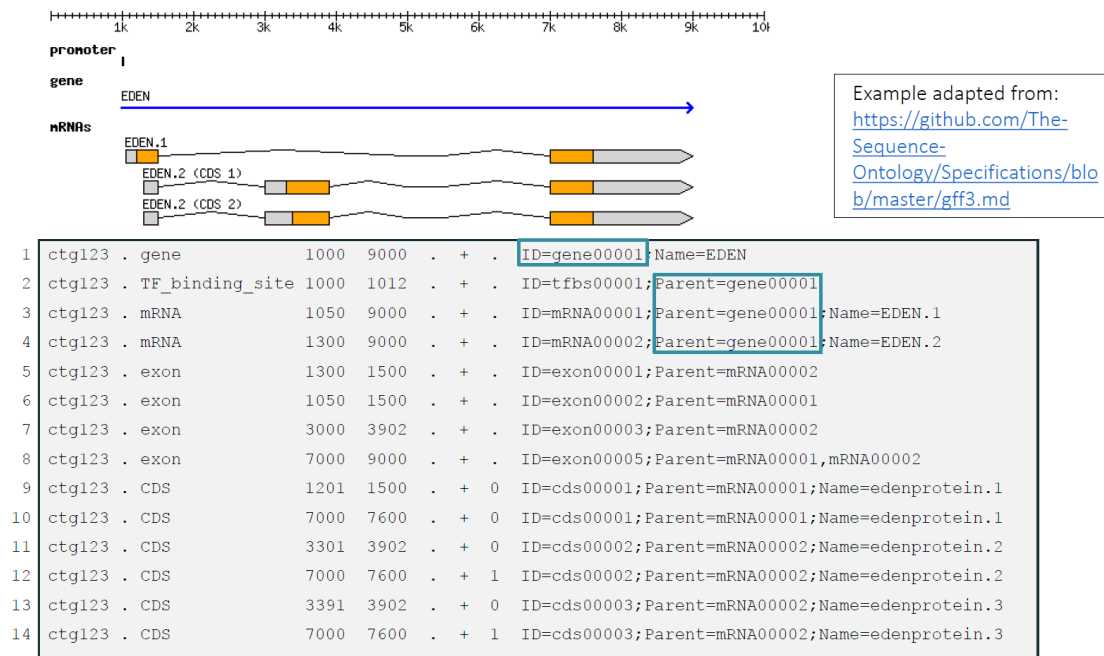 1k 2k 3k 4k 5k 6k 7k 8k 9k 10k
promoter
gene
EDEN
mRNAs
EDEN.1
EDEN.2 (CDS 1)
EDEN.2 (CDS 2)
Example adapted from:
https://github.com/The-
Sequence-
Ontology/Specifications/blo
b/master/gff3.md
1 ctg123 . gene 1000 9000 . + . ID=gene00001;Name=EDEN
2 ctg123 . TF_binding_site 1000 1012 . + . ID=tfbs00001;Parent=gene00001
3 ctg123 . mRNA 1050 9000 . + . ID=mRNA00001;Parent=gene00001;Name=EDEN.1
4 ctg123 . mRNA 1300 9000 . + . ID=mRNA00002;Parent=gene00001;Name=EDEN.2
5 ctg123 . exon 1300 1500 . + . ID=exon00001;Parent=mRNA00002
6 ctg123 . exon 1050 1500 . + . ID=exon00002;Parent=mRNA00001
7 ctg123 . exon 3000 3902 . + . ID=exon00003;Parent=mRNA00002
8 ctg123 . exon 7000 9000 . + . ID=exon00005;Parent=mRNA00001,mRNA00002
9 ctg123 . CDS 1201 1500 . + 0 ID=cds00001;Parent=mRNA00001;Name=edenprotein.1
10 ctg123 . CDS 7000 7600 . + 0 ID=cds00001;Parent=mRNA00001;Name=edenprotein.1
11 ctg123 . CDS 3301 3902 . + 0 ID=cds00002;Parent=mRNA00002;Name=edenprotein.2
12 ctg123 . CDS 7000 7600 . + 1 ID=cds00002;Parent=mRNA00002;Name=edenprotein.2
13 ctg123 . CDS 3391 3902 . + 0 ID=cds00003;Parent=mRNA00002;Name=edenprotein.3
14 ctg123 . CDS 7000 7600 . + 1 ID=cds00003;Parent=mRNA00002;Name=edenprotein.3